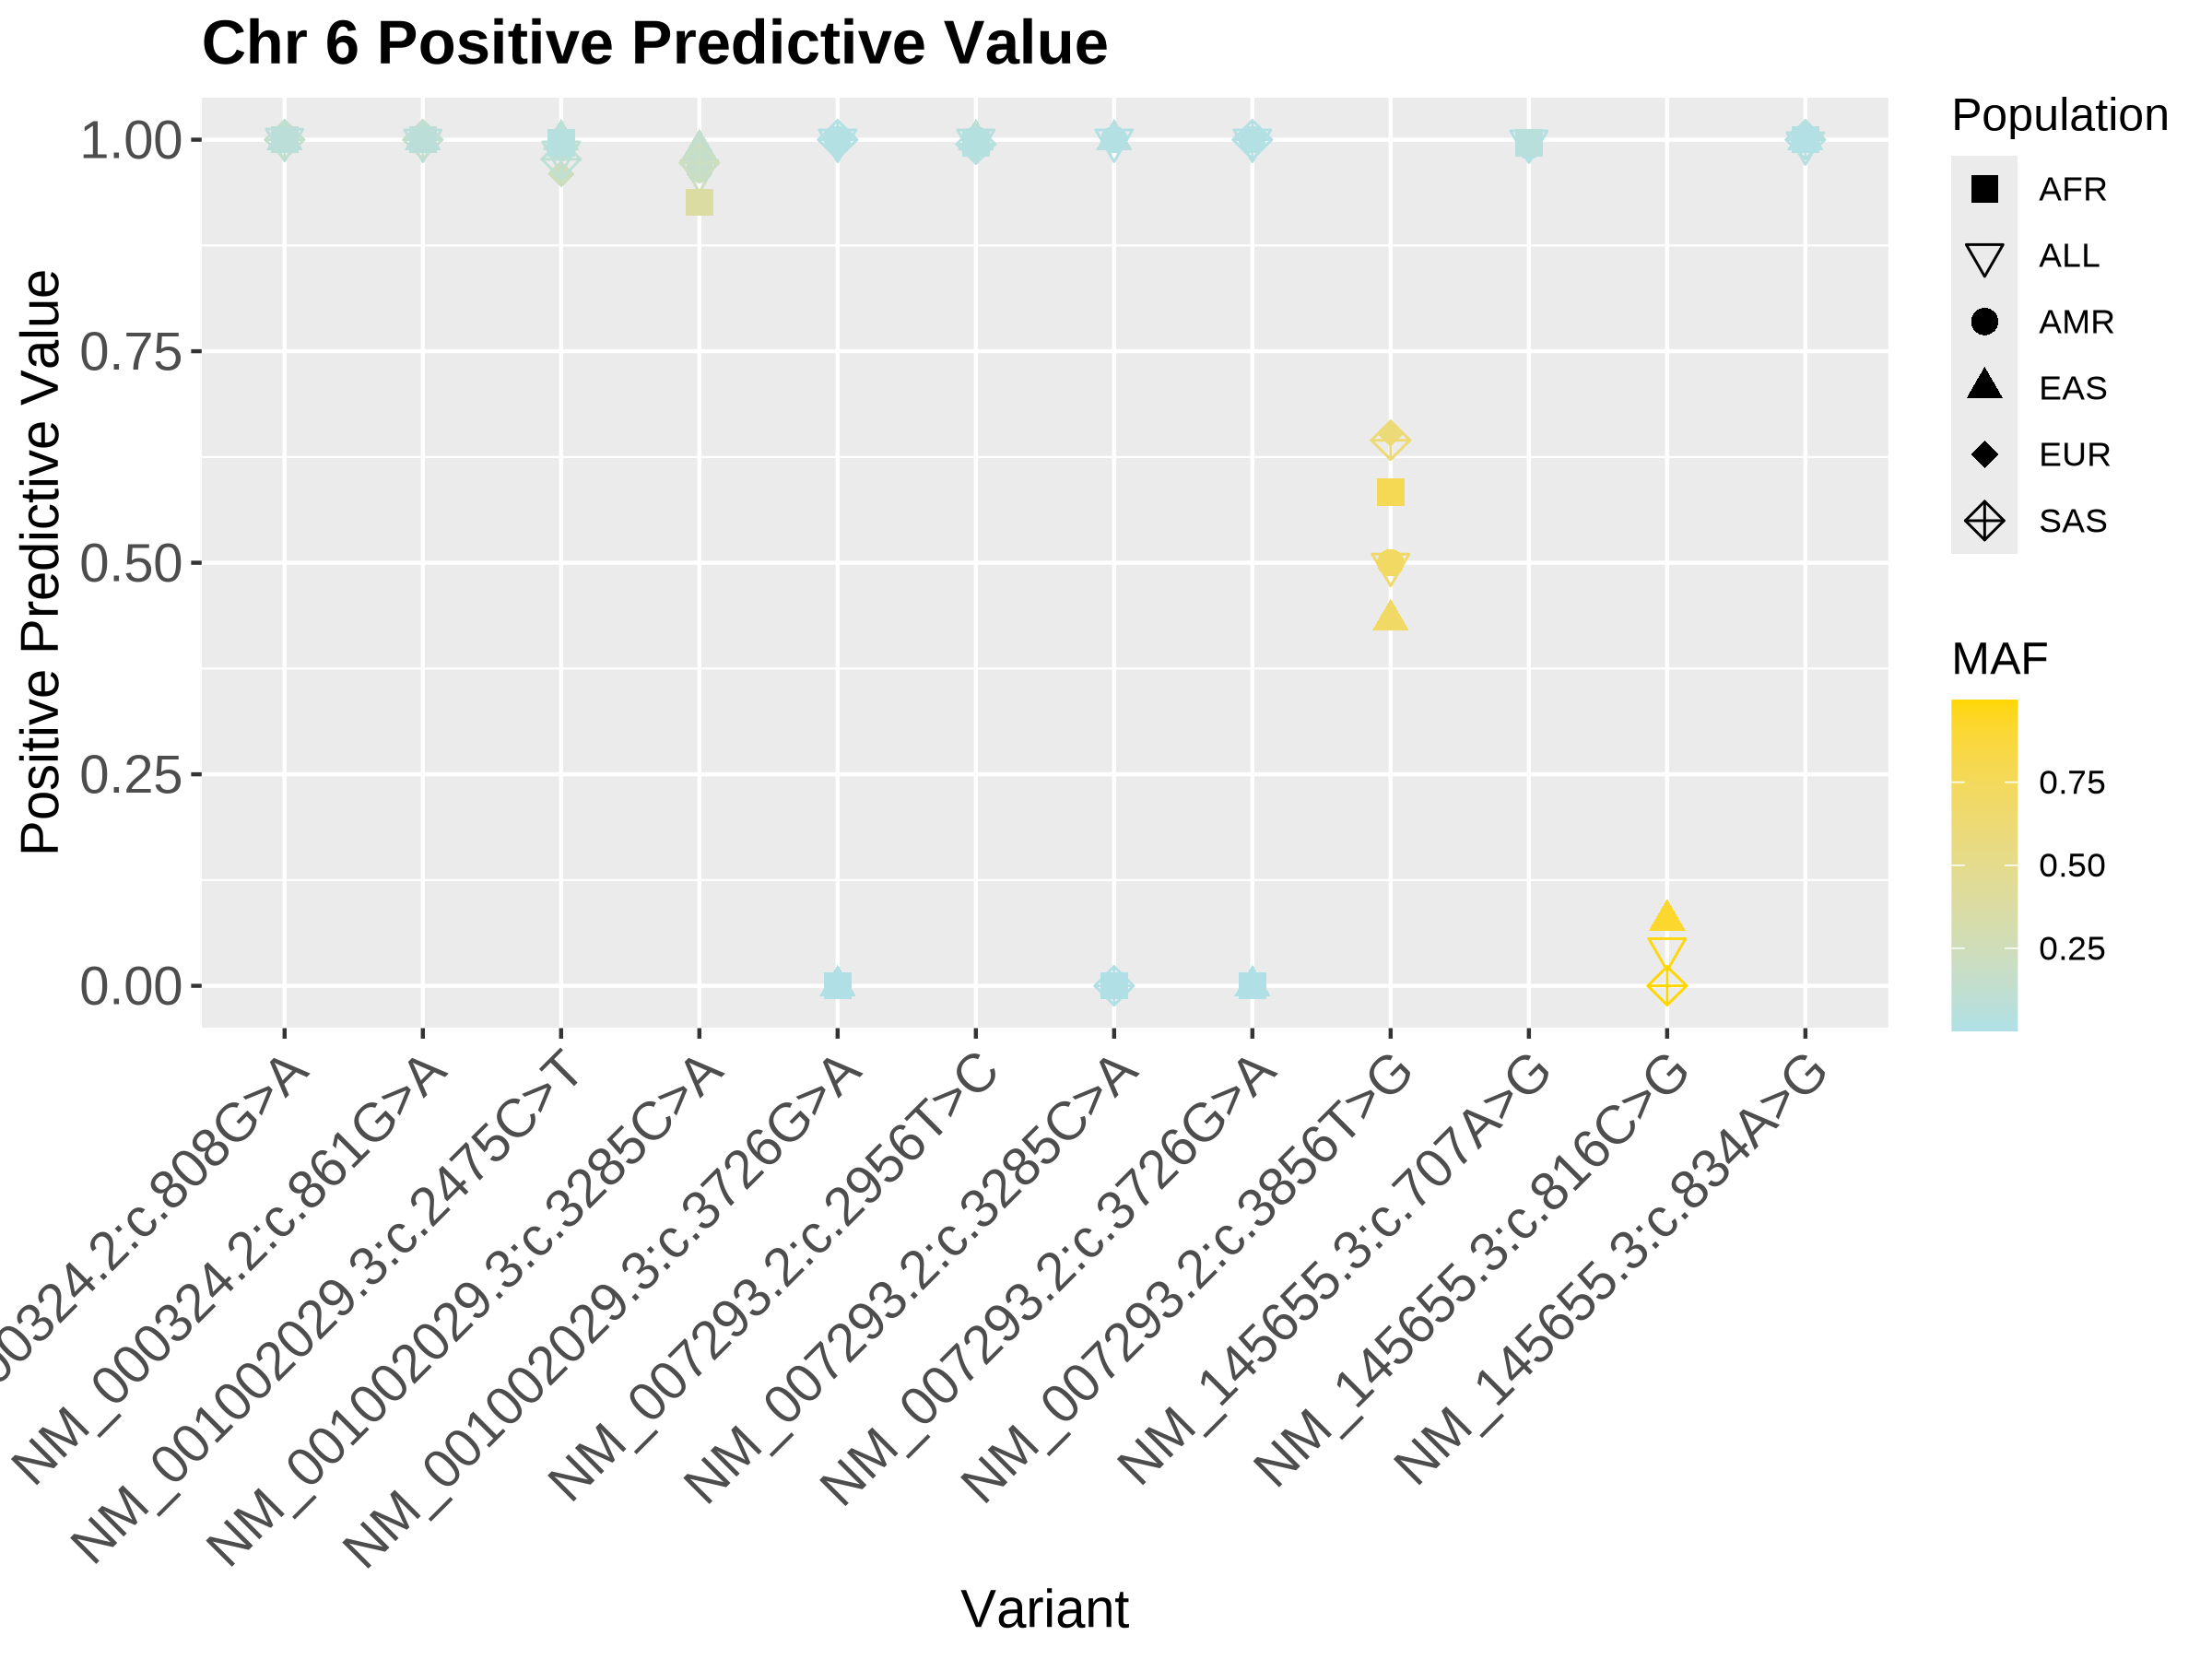 Chr 6 Positive Predictive Value
Positive Predictive Value
1.00
0.75
0.50
0.25
0.00
00324.2:c.808G>A
NM_000324.2:c.861G>A
NM_001002029.3:c.2475C>T
NM_001002029.3:c.3285C>A
NM_001002029.3:c.3726G>A
NM_007293.2:c.2956T>C
NM_007293.2:c.3285C>A
NM_007293.2:c.3726G>A
NM_007293.2:c.3856T>G
NM_145655.3:c.707A>G
NM_145655.3:c.816C>G
NM_145655.3:c.834A>G
Variant
Population
AFR
ALL
AMR
EAS
EUR
SAS
MAF
0.75
0.50
0.25